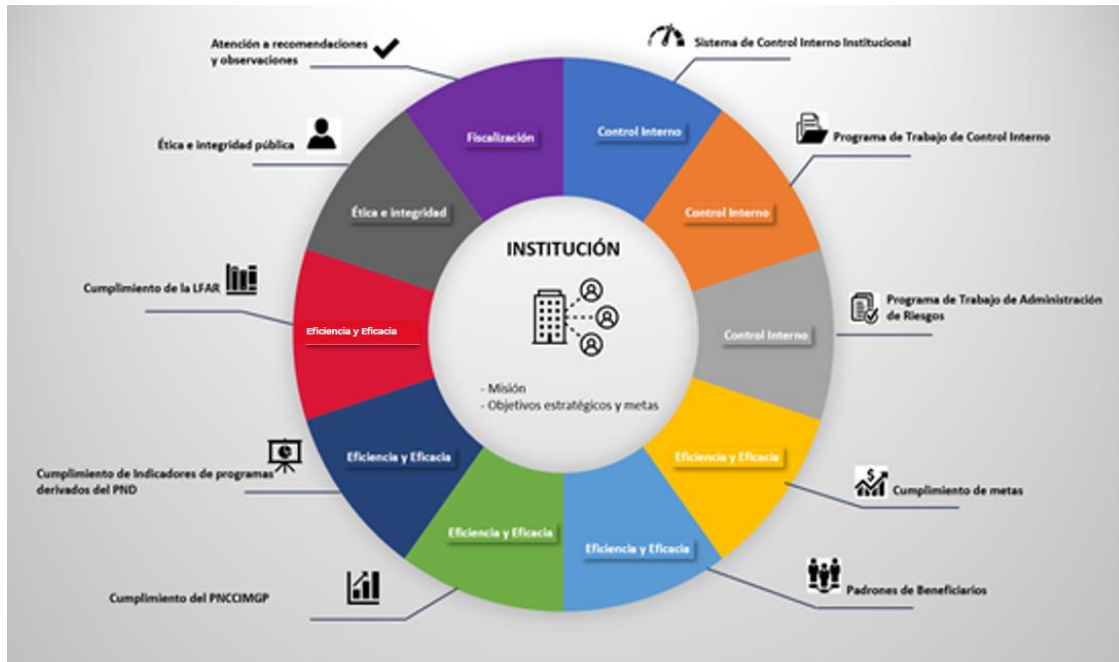 Atención a recomendaciones
y observaciones
Sistema de Control Interno Institucional
Fiscalización
Control Interno
Ética e integridad pública
Programa de Trabajo de Control Interno
Ética e integridad
Control Interno
INSTITUCIÓN
Cumplimiento de la LFAR
Programa de Trabajo de Administración
de Riesgos
Eficiencia y Eficacia
Control Interno
- Misión
- Objetivos estratégicos y metas
Eficiencia y Eficacia
Eficiencia y Eficacia
Cumplimiento de Indicadores de programas
derivados del PND
Cumplimiento de metas
Eficiencia y Eficacia
Eficiencia y Eficacia
Cumplimiento del PNCCIMGP
Padrones de Beneficiarios